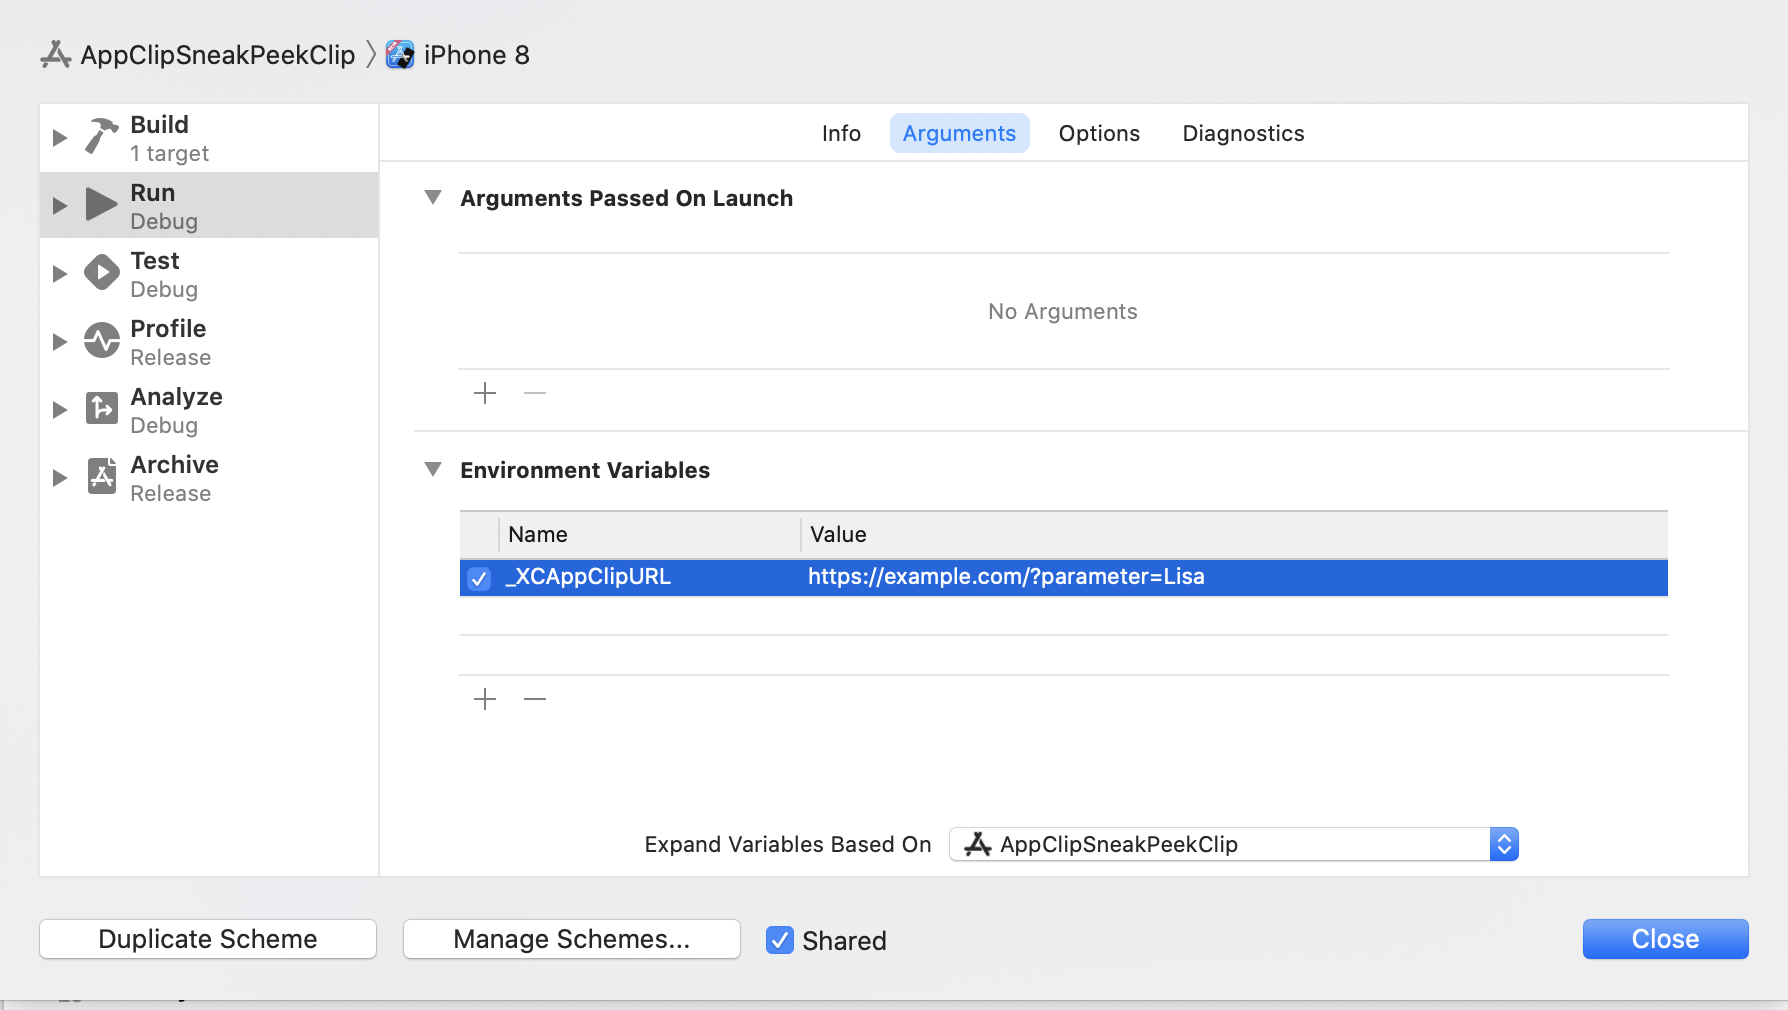 AppClipSneakPeekClip 〉 iPhone 8
Build
1 target
Run
Debug
Test
Debug
Profile
Release
Analyze
Debug
Archive
Release
Info Arguments Options Diagnostics
Arguments Passed On Launch
No Arguments
Environment Variables
Name Value
_XCAppClipURL https://example.com/?parameter=Lisa
Expand Variables Based On AppClipSneakPeekClip
Duplicate Scheme Manage Schemes... Shared Close